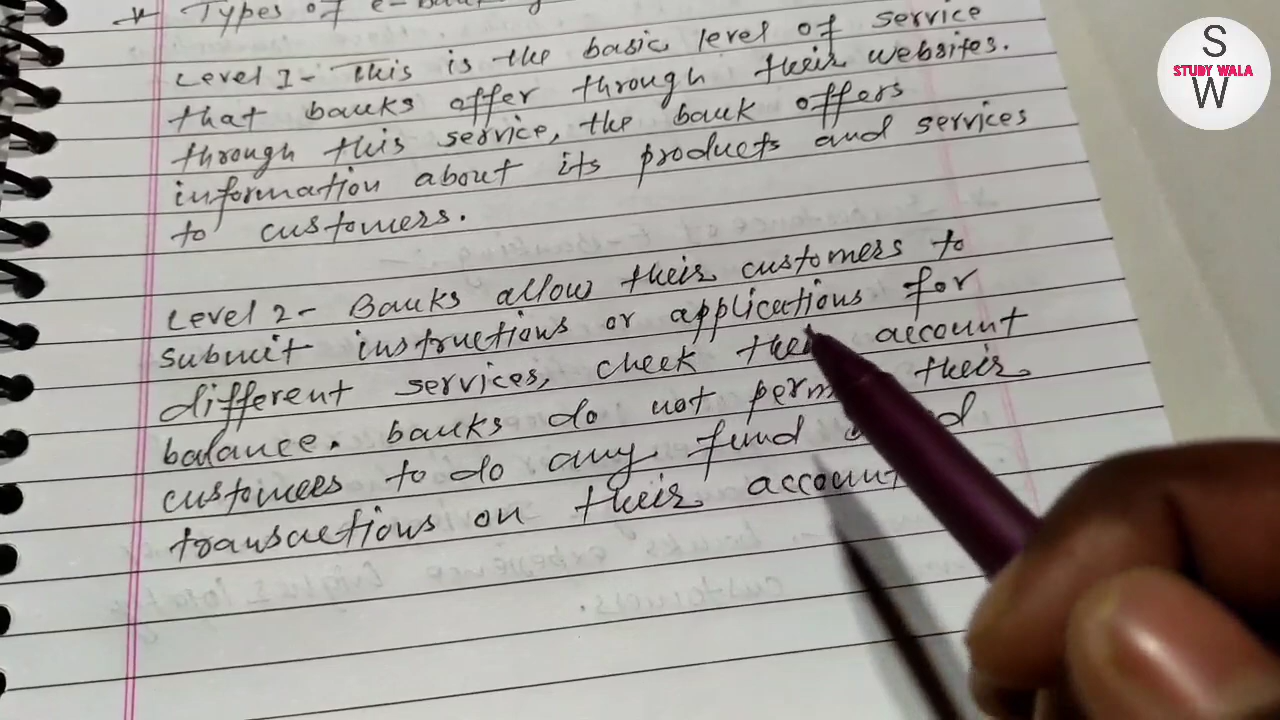 * Types of e-banking
Level 1 - This is the basic level of service
that banks offer through their websites.
through this service, the bank offers
information about its products and services
to customers.
Level 2 - Banks allow their customers to
submit instructions or applications for
different services, check their account
balance. banks do not permit their
customers to do any fund
transactions on their account
S
STUDY WALA
W